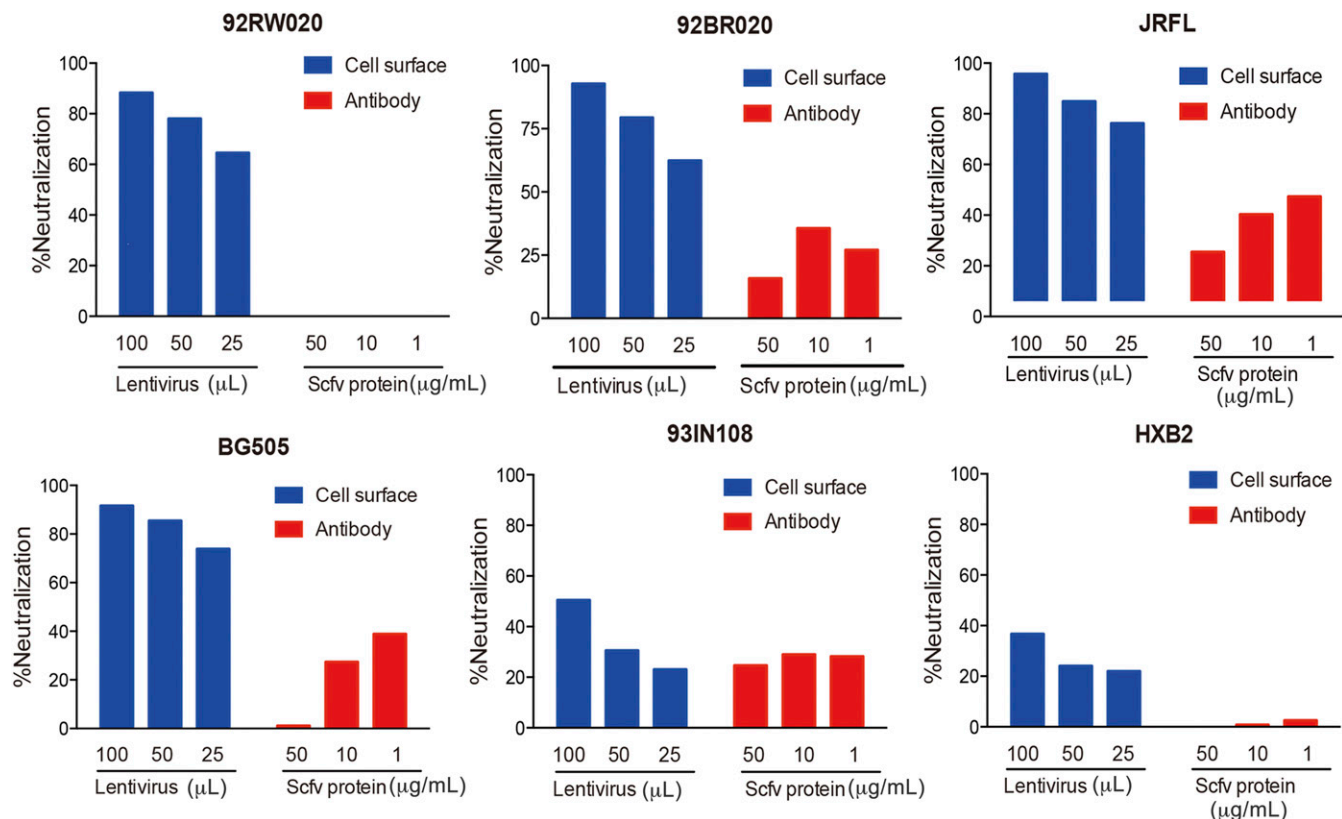 92RW020
%Neutralization
100
80
60
40
20
0
Cell surface
Antibody
100 50 25 50 10 1
Lentivirus (μL) Scfv protein(μg/mL)
92BR020
%Neutralization
100
75
50
25
0
Cell surface
Antibody
100 50 25 50 10 1
Lentivirus (μL) Scfv protein(μg/mL)
JRFL
%Neutralization
100
80
60
40
20
0
Cell surface
Antibody
100 50 25 50 10 1
Lentivirus (μL) Scfv protein
(μg/mL)
BG505
%Neutralization
100
80
60
40
20
0
Cell surface
Antibody
100 50 25 50 10 1
Lentivirus (μL) Scfv protein(μg/mL)
93IN108
%Neutralization
100
80
60
40
20
0
Cell surface
Antibody
100 50 25 50 10 1
Lentivirus (μL) Scfv protein(μg/mL)
HXB2
%Neutralization
100
80
60
40
20
0
Cell surface
Antibody
100 50 25 50 10 1
Lentivirus (μL) Scfv protein
(μg/mL)